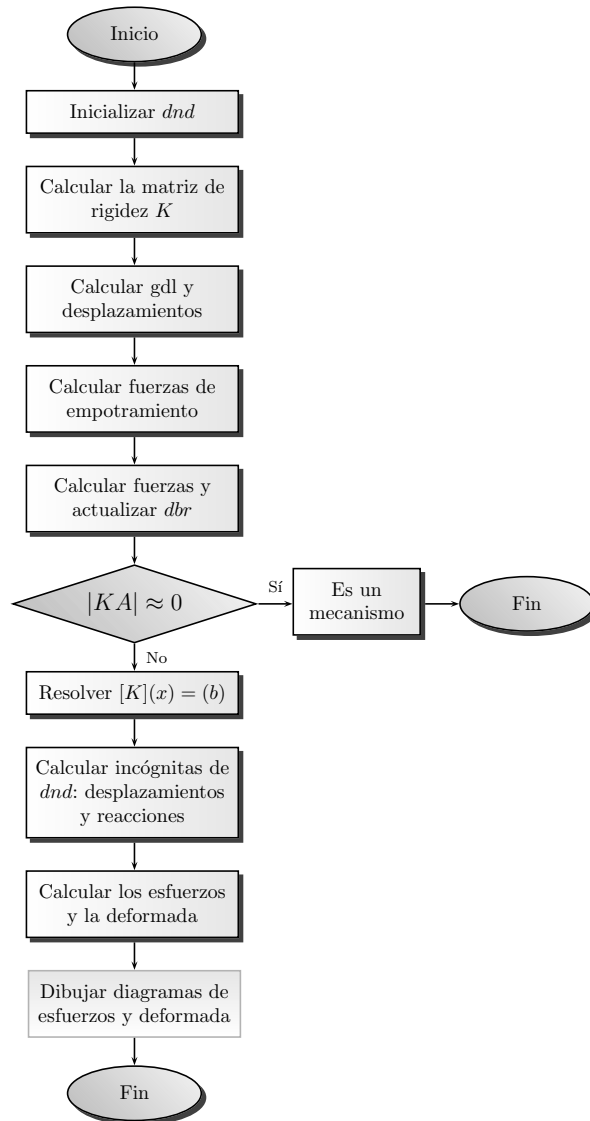 Inicio
Inicializar dnd
Calcular la matriz de
rigidez K
Calcular gdl y
desplazamientos
Calcular fuerzas de
empotramiento
Calcular fuerzas y
actualizar dbr
|KA| ≈ 0
Sí
Es un
mecanismo
Fin
No
Resolver [K](x) = (b)
Calcular incógnitas de
dnd: desplazamientos
y reacciones
Calcular los esfuerzos
y la deformada
Dibujar diagramas de
esfuerzos y deformada
Fin